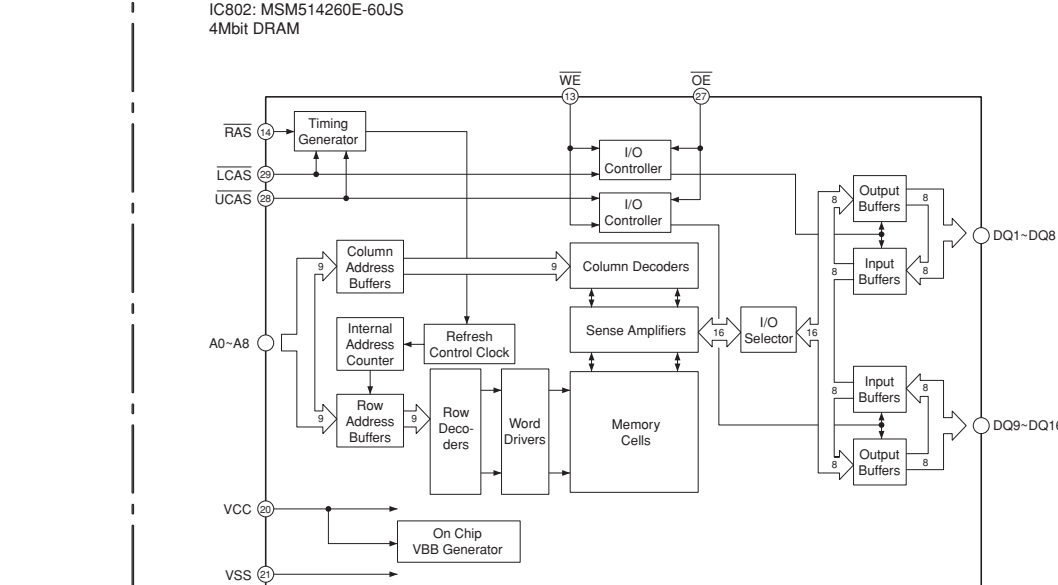 IC802: MSM514260E-60JS
4Mbit DRAM
WE
OE
13
27
RAS
14
Timing
Generator
I/O
Controller
LCAS
29
UCAS
28
I/O
Controller
8
Output
Buffers
8
DQ1~DQ8
8
Input
Buffers
8
9
Column
Address
Buffers
9
Column Decoders
A0~A8
Internal
Address
Counter
Refresh
Control Clock
Sense Amplifiers
16
I/O
Selector
16
9
Row
Address
Buffers
9
Row
Deco-
ders
Word
Drivers
Memory
Cells
8
Input
Buffers
8
DQ9~DQ16
8
Output
Buffers
8
VCC
20
On Chip
VBB Generator
VSS
21